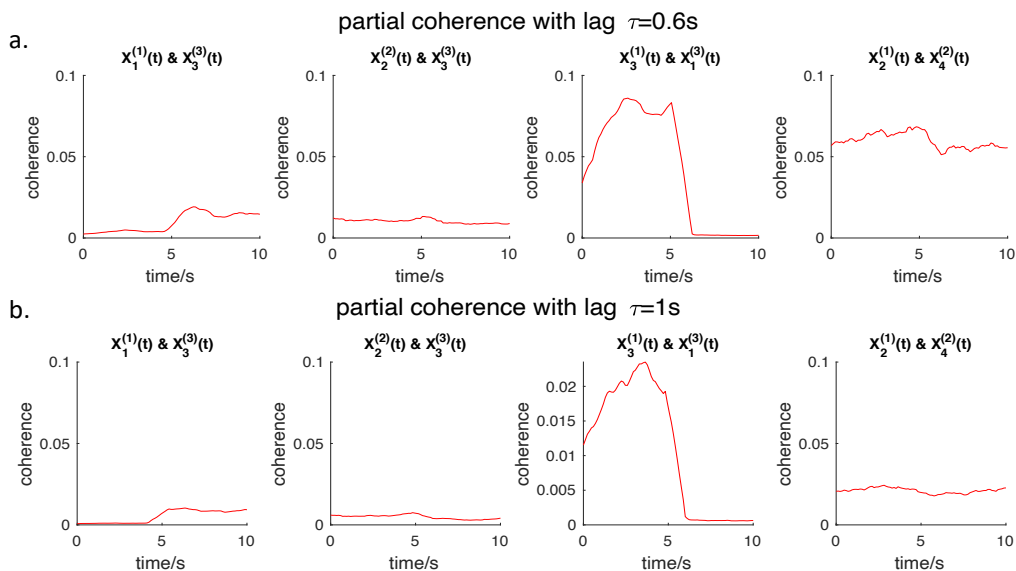 a.
partial coherence with lag τ=0.6s
X₁⁽¹⁾(t) & X₃⁽³⁾(t)
X₂⁽²⁾(t) & X₃⁽³⁾(t)
X₃⁽¹⁾(t) & X₁⁽³⁾(t)
X₂⁽¹⁾(t) & X₄⁽²⁾(t)
coherence
0.1
0.05
0
0 5 10
time/s
coherence
0.1
0.05
0
0 5 10
time/s
coherence
0.1
0.05
0
0 5 10
time/s
coherence
0.1
0.05
0
0 5 10
time/s
b.
partial coherence with lag τ=1s
X₁⁽¹⁾(t) & X₃⁽³⁾(t)
X₂⁽²⁾(t) & X₃⁽³⁾(t)
X₃⁽¹⁾(t) & X₁⁽³⁾(t)
X₂⁽¹⁾(t) & X₄⁽²⁾(t)
coherence
0.1
0.05
0
0 5 10
time/s
coherence
0.1
0.05
0
0 5 10
time/s
coherence
0.02
0.015
0.01
0.005
0
0 5 10
time/s
coherence
0.1
0.05
0
0 5 10
time/s